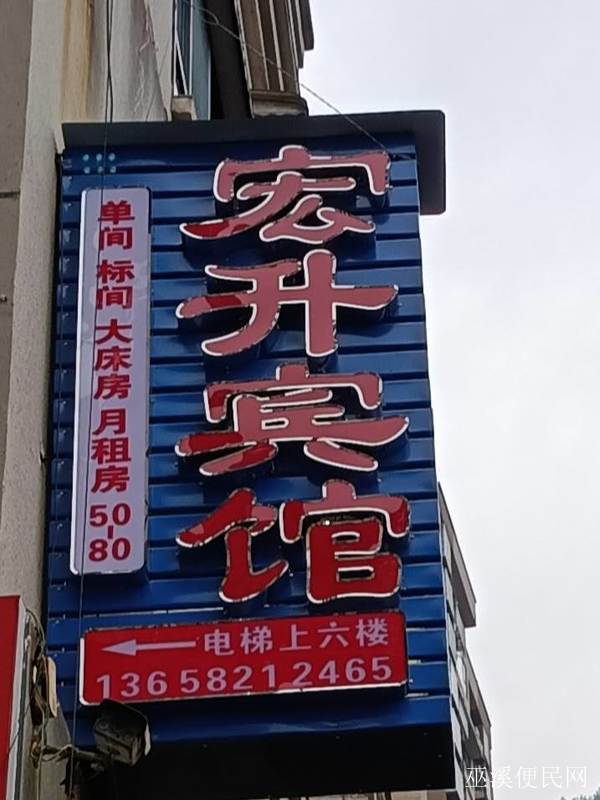 宏升宾馆
单间 标间 大床房 月租房 50-80
电梯上六楼
13658212465
巫溪便民网